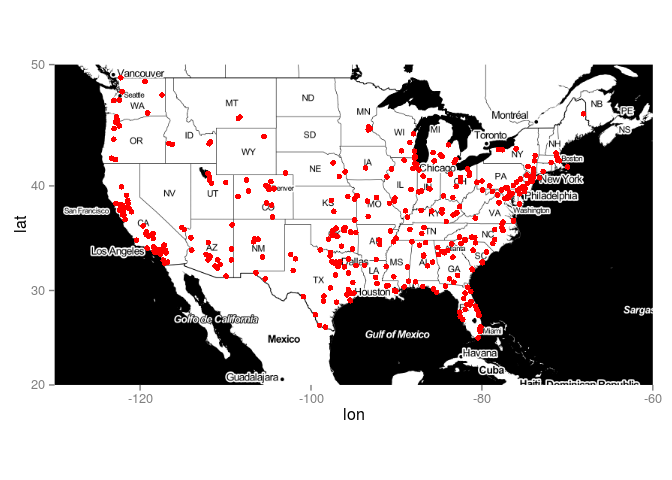 50
Vancouver
Seattle
WA
MT
ND
MN
Montréal
NB
PE
NS
OR
ID
SD
WI
MI
Toronto
NH
Boston
WY
NY
NE
IA
Chicago
PA
New York
40
NV
UT
Denver
CO
IL
IN
OH
Philadelphia
Washington
San Francisco
CA
KS
MO
KY
VA
Los Angeles
AZ
NM
TN
NC
Atlanta
SC
Dallas
LA
MS
AL
GA
TX
Houston
30
Golfo de California
Gulf of Mexico
Miami
Mexico
Sargas
Havana
Cuba
Guadalajara
Haiti
Dominican Republic
20
-120
-100
-80
-60
lon
lat